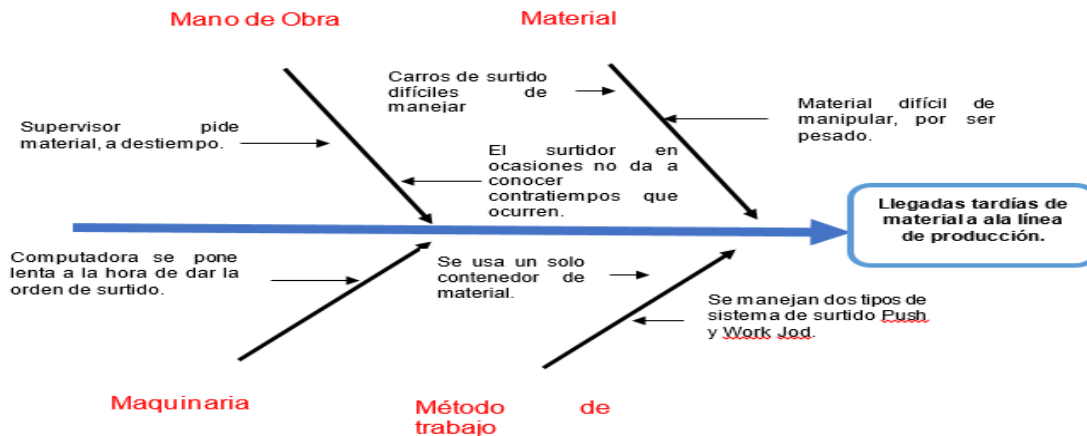 Mano de Obra
Material
Carros de surtido
difíciles de
manejar
Material difícil de
manipular, por ser
pesado.
Supervisor pide
material, a destiempo.
El surtidor en
ocasiones no da a
conocer
contratiempos que
ocurren.
Llegadas tardías de
material a ala línea
de producción.
Computadora se pone
lenta a la hora de dar la
orden de surtido.
Se usa un solo
contenedor de
material.
Se manejan dos tipos de
sistema de surtido Push
y Work Jod.
Maquinaria
Método de
trabajo